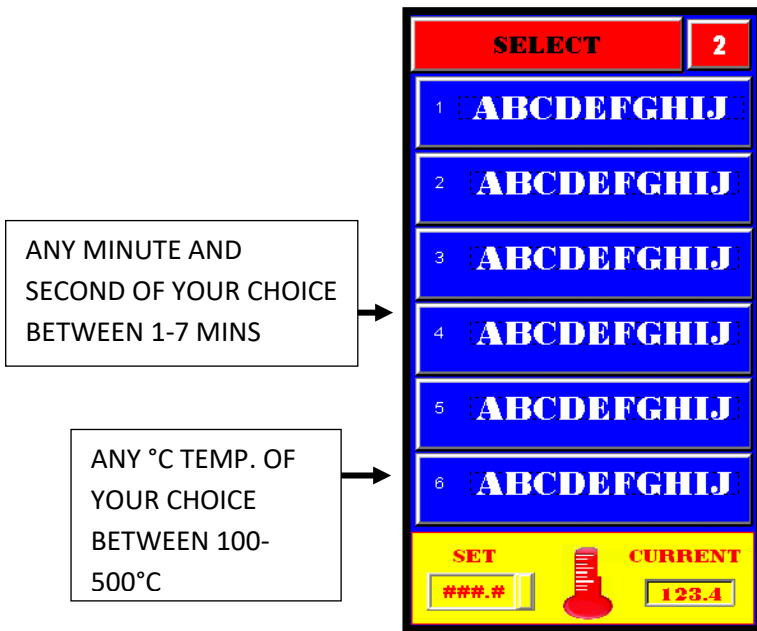 SELECT 2
1 ABCDEFGHIJ
2 ABCDEFGHIJ
3 ABCDEFGHIJ
4 ABCDEFGHIJ
5 ABCDEFGHIJ
6 ABCDEFGHIJ
SET CURRENT
###.# 123.4
ANY MINUTE AND
SECOND OF YOUR CHOICE
BETWEEN 1-7 MINS
ANY °C TEMP. OF
YOUR CHOICE
BETWEEN 100-
500°C